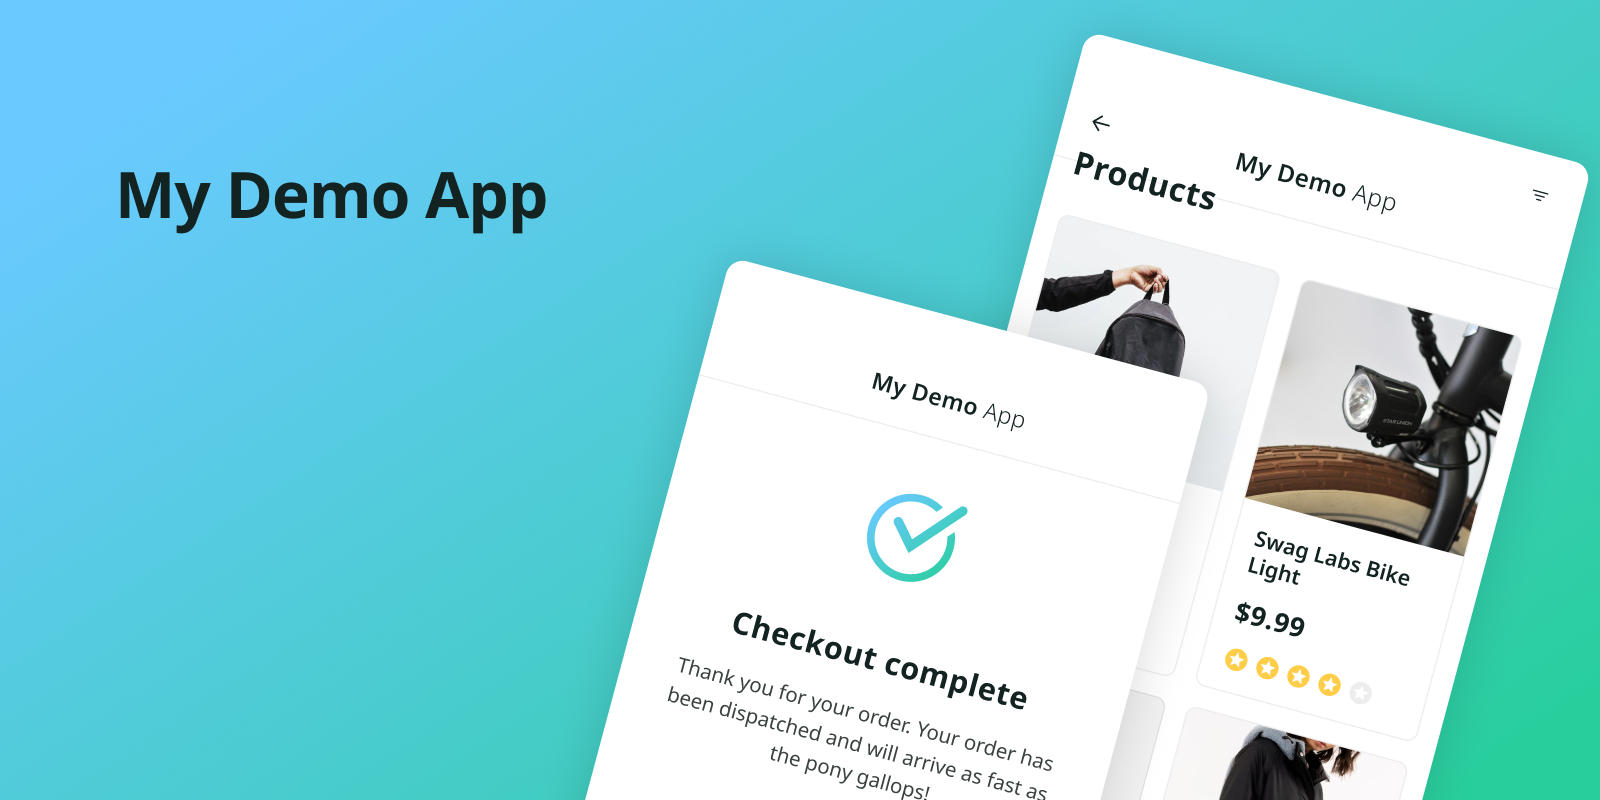 My Demo App
My Demo App
Products
Swag Labs Bike
Light
$9.99
My Demo App
Checkout complete
Thank you for your order. Your order has
been dispatched and will arrive as fast as
the pony gallops!